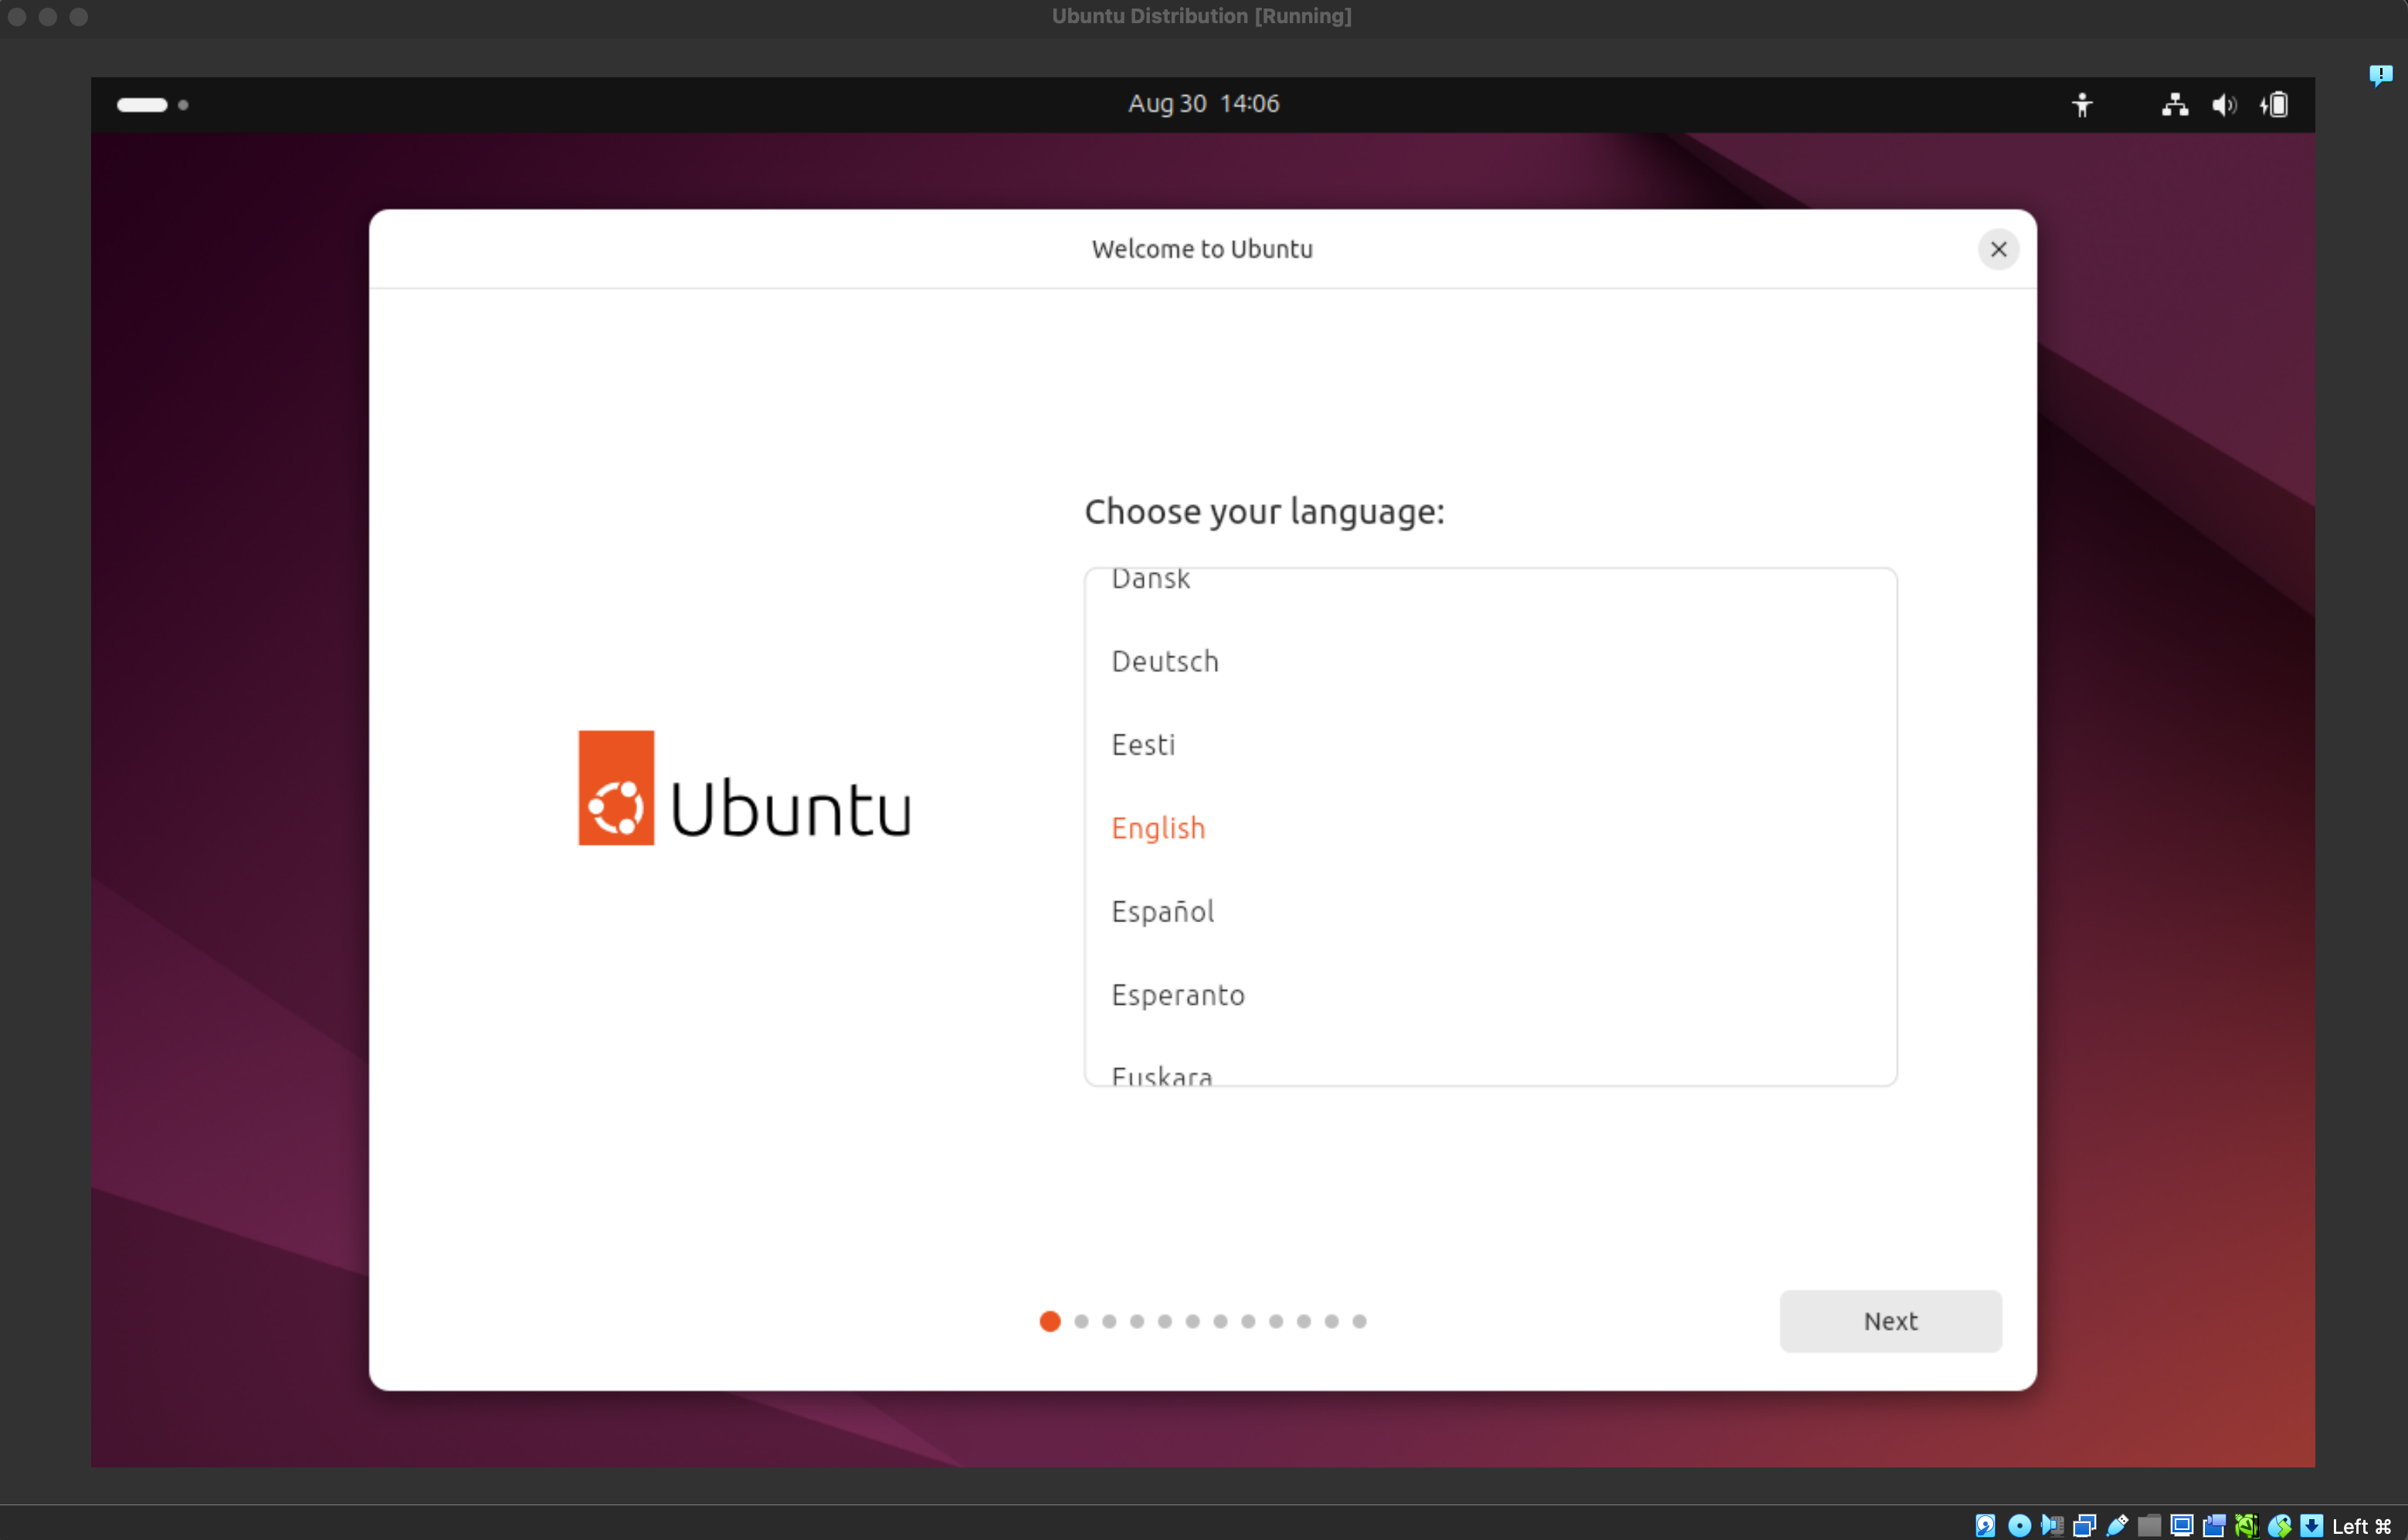 Ubuntu Distribution [Running]
Aug 30 14:06
Welcome to Ubuntu
Choose your language:
Dansk
Deutsch
Eesti
English
Español
Esperanto
Euskara
Ubuntu
Next
Left ⌘